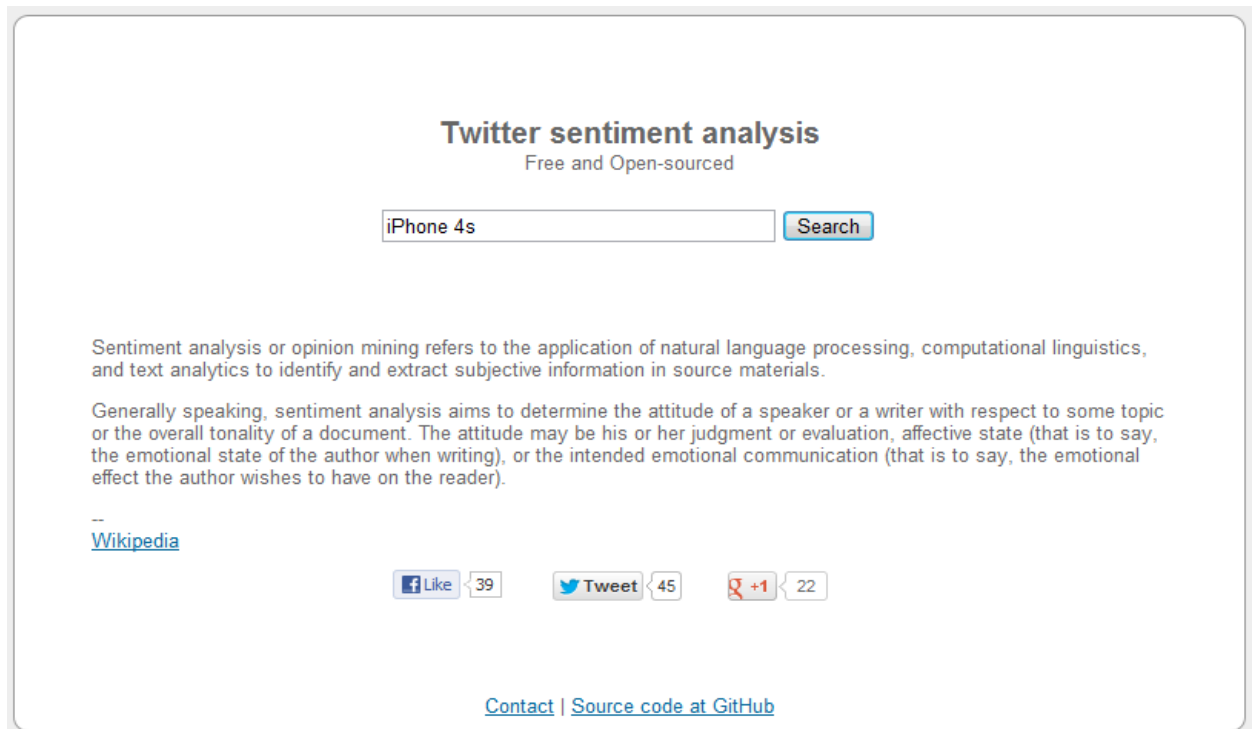 Twitter sentiment analysis
Free and Open-sourced
iPhone 4s Search
Sentiment analysis or opinion mining refers to the application of natural language processing, computational linguistics,
and text analytics to identify and extract subjective information in source materials.
Generally speaking, sentiment analysis aims to determine the attitude of a speaker or a writer with respect to some topic
or the overall tonality of a document. The attitude may be his or her judgment or evaluation, affective state (that is to say,
the emotional state of the author when writing), or the intended emotional communication (that is to say, the emotional
effect the author wishes to have on the reader).
--
Wikipedia
f Like 39 Tweet 45 g +1 22
Contact | Source code at GitHub